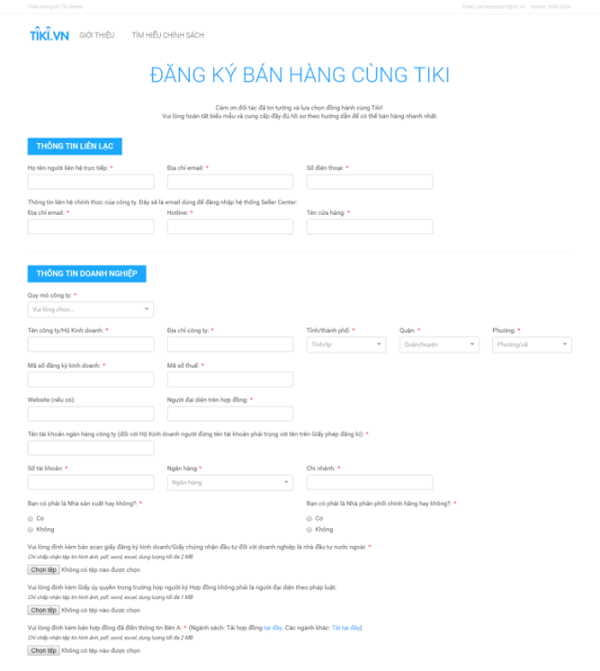 TIKI.VN GIỚI THIỆU TÌM HIỂU CHÍNH SÁCH
ĐĂNG KÝ BÁN HÀNG CÙNG TIKI
Cảm ơn đối tác đã tin tưởng và lựa chọn đồng hành cùng Tiki!
Vui lòng hoàn tất biểu mẫu và cung cấp đầy đủ hồ sơ theo hướng dẫn để có thể bán hàng nhanh nhất.
THÔNG TIN LIÊN LẠC
Họ tên người liên hệ trực tiếp: * Địa chỉ email: * Số điện thoại: *
Thông tin liên hệ chính thức của công ty. Đây sẽ là email dùng để đăng nhập hệ thống Seller Center:
Địa chỉ email: * Hotline: * Tên cửa hàng: *
THÔNG TIN DOANH NGHIỆP
Quy mô công ty: *
Vui lòng chọn...
Tên công ty/Hộ Kinh doanh: * Địa chỉ công ty: * Tỉnh/thành phố: * Quận: * Phường: *
Tỉnh/tp Quận/huyện Phường/xã
Mã số đăng ký kinh doanh: * Mã số thuế: *
Website (nếu có): Người đại diện trên hợp đồng: *
Tên tài khoản ngân hàng công ty (đối với Hộ Kinh doanh người đứng tên tài khoản phải trùng với tên trên Giấy phép đăng kí): *
Số tài khoản: * Ngân hàng * Chi nhánh: *
Ngân hàng
Bạn có phải là Nhà sản xuất hay không?: * Bạn có phải là Nhà phân phối chính hãng hay không?: *
Có Có
Không Không
Vui lòng đính kèm bản scan giấy đăng ký kinh doanh/Giấy chứng nhận đầu tư đối với doanh nghiệp là nhà đầu tư nước ngoài: *
Chỉ chấp nhận tập tin hình ảnh, pdf, word, excel, dung lượng tối đa 2 MB
Chọn tệp Không có tệp nào được chọn
Vui lòng đính kèm Giấy ủy quyền trong trường hợp người ký Hợp đồng không phải là người đại diện theo pháp luật:
Chỉ chấp nhận tập tin hình ảnh, pdf, word, excel, dung lượng tối đa 1 MB
Chọn tệp Không có tệp nào được chọn
Vui lòng đính kèm bản hợp đồng đã điền thông tin Bên A: * (Ngành sách: Tải hợp đồng tại đây. Các ngành khác: Tải tại đây)
Chỉ chấp nhận tập tin hình ảnh, pdf, word, excel, dung lượng tối đa 2 MB
Chọn tệp Không có tệp nào được chọn